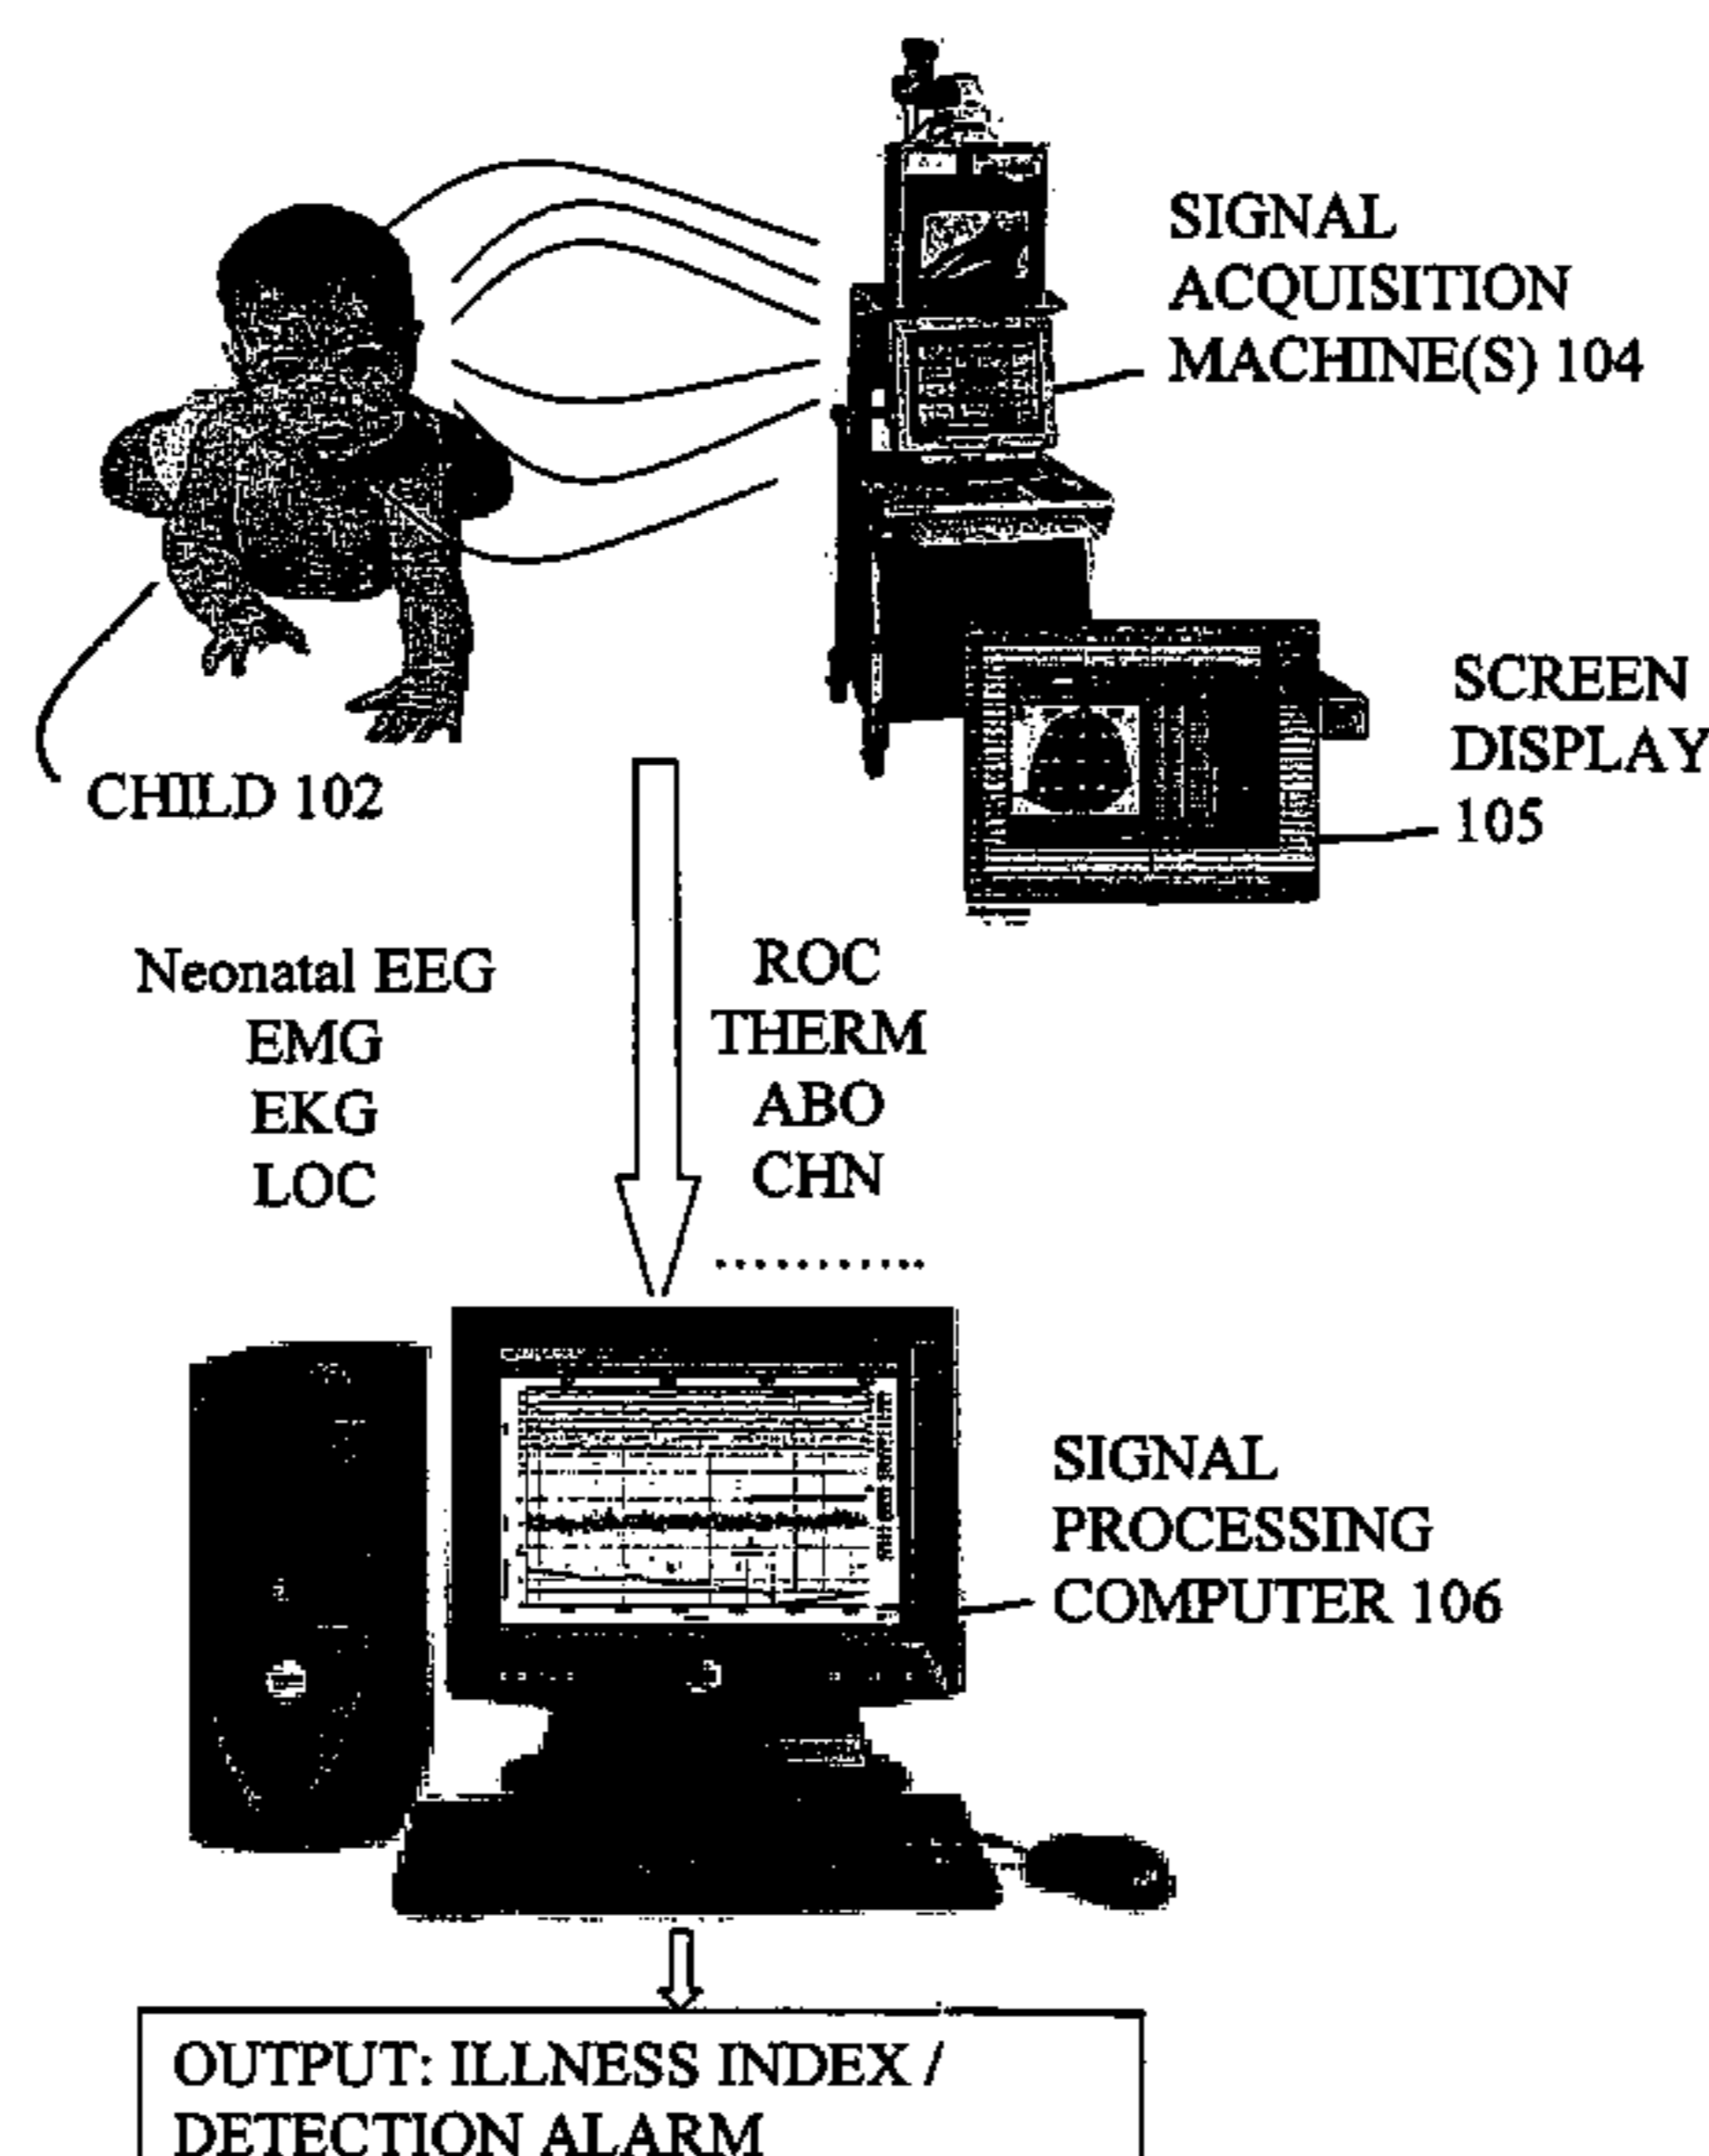 SIGNAL
ACQUISITION
MACHINE(S) 104
SCREEN
DISPLAY
105
CHILD 102
Neonatal EEG
EMG
EKG
LOC
ROC
THERM
ABO
CHN
...........
SIGNAL
PROCESSING
COMPUTER 106
OUTPUT: ILLNESS INDEX /
DETECTION ALARM